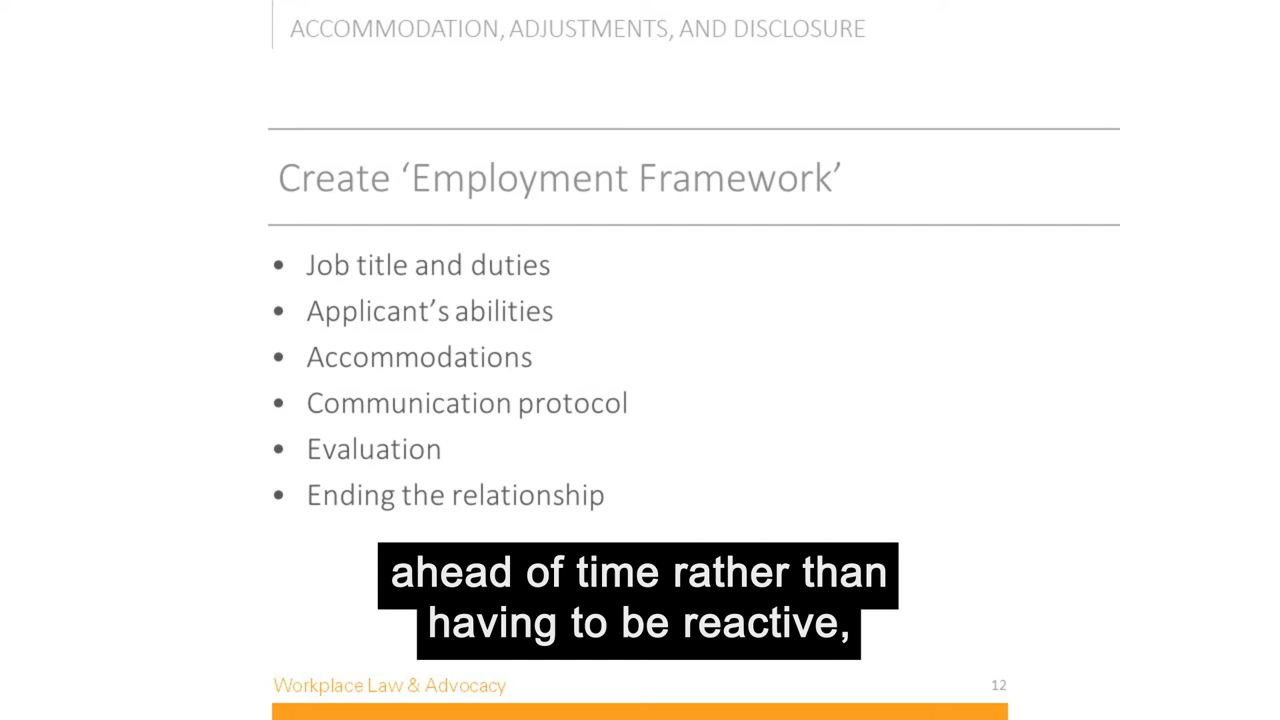 ACCOMMODATION, ADJUSTMENTS, AND DISCLOSURE
Create ‘Employment Framework’
• Job title and duties
• Applicant’s abilities
• Accommodations
• Communication protocol
• Evaluation
• Ending the relationship
ahead of time rather than
having to be reactive,
Workplace Law & Advocacy
12